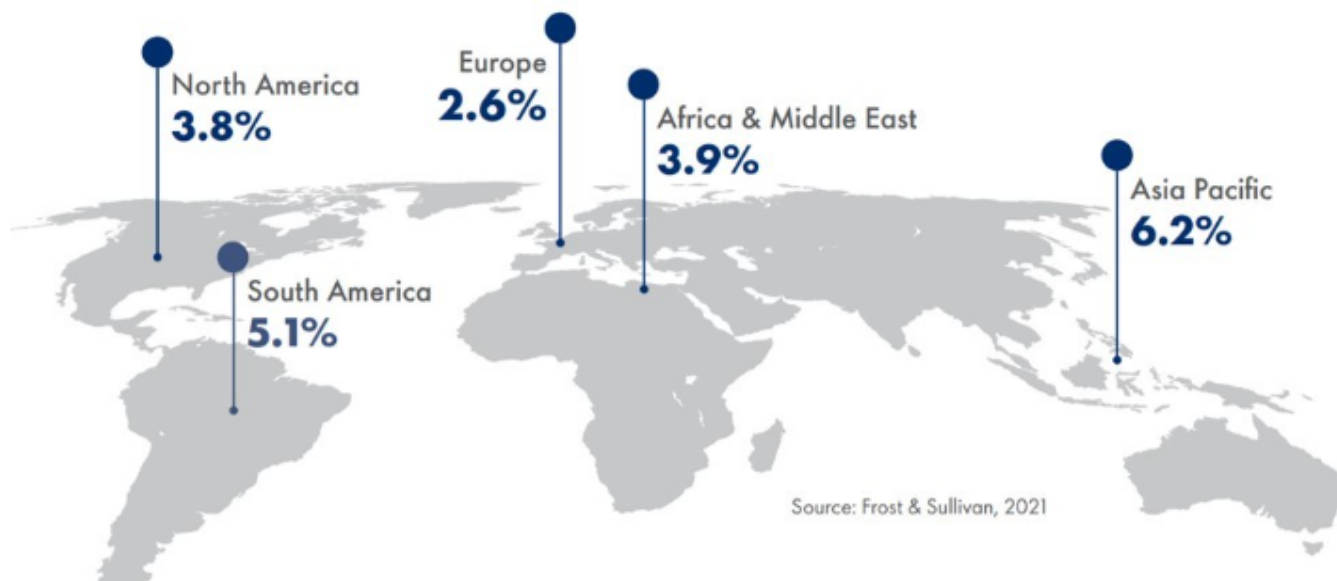 North America
3.8%
Europe
2.6%
Africa & Middle East
3.9%
Asia Pacific
6.2%
South America
5.1%
Source: Frost & Sullivan, 2021